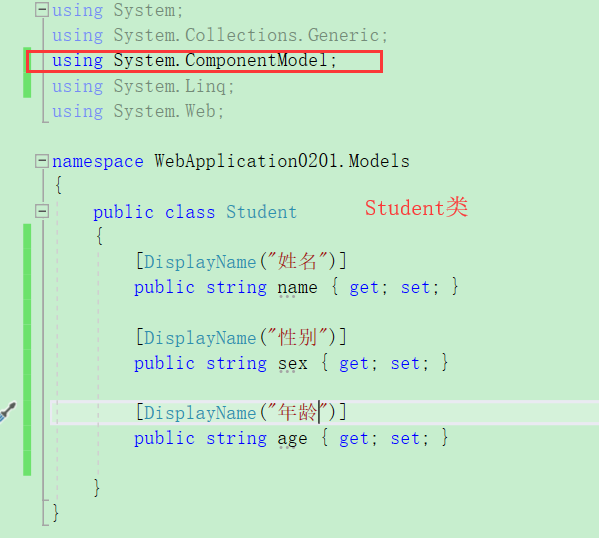 using System;
using System.Collections.Generic;
using System.ComponentModel;
using System.Linq;
using System.Web;
namespace WebApplication0201.Models
{
public class Student Student类
{
[DisplayName("姓名")]
public string name { get; set; }
[DisplayName("性别")]
public string sex { get; set; }
[DisplayName("年龄")]
public string age { get; set; }
}
}